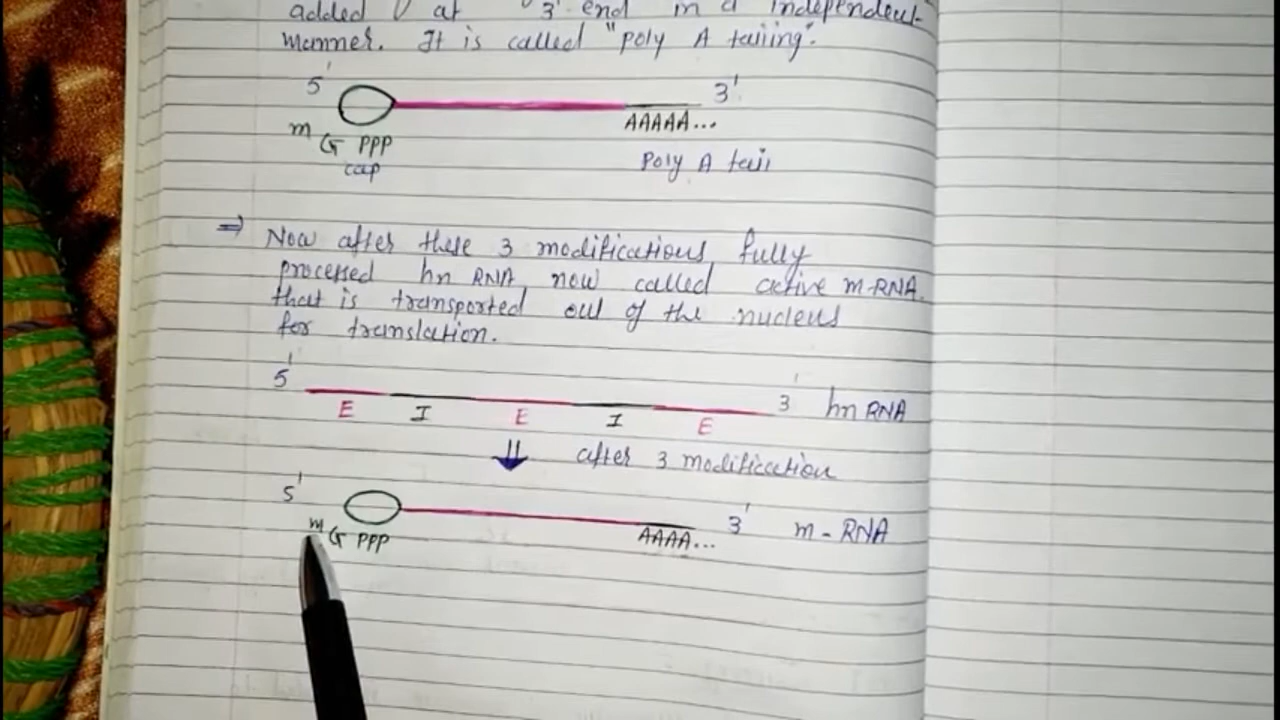 added at 3' end in a independent
manner. It is called "poly A tailing".
5' 3'
AAAAA...
m G PPP
cap Poly A tail
⇒ Now after these 3 modifications, fully
processed hn RNA, now called active m-RNA.
that is transported out of the nucleus
for translation.
5' 3' hn RNA
E I E I E
⇓ after 3 modification
5' 3' m-RNA
m G PPP AAAA...